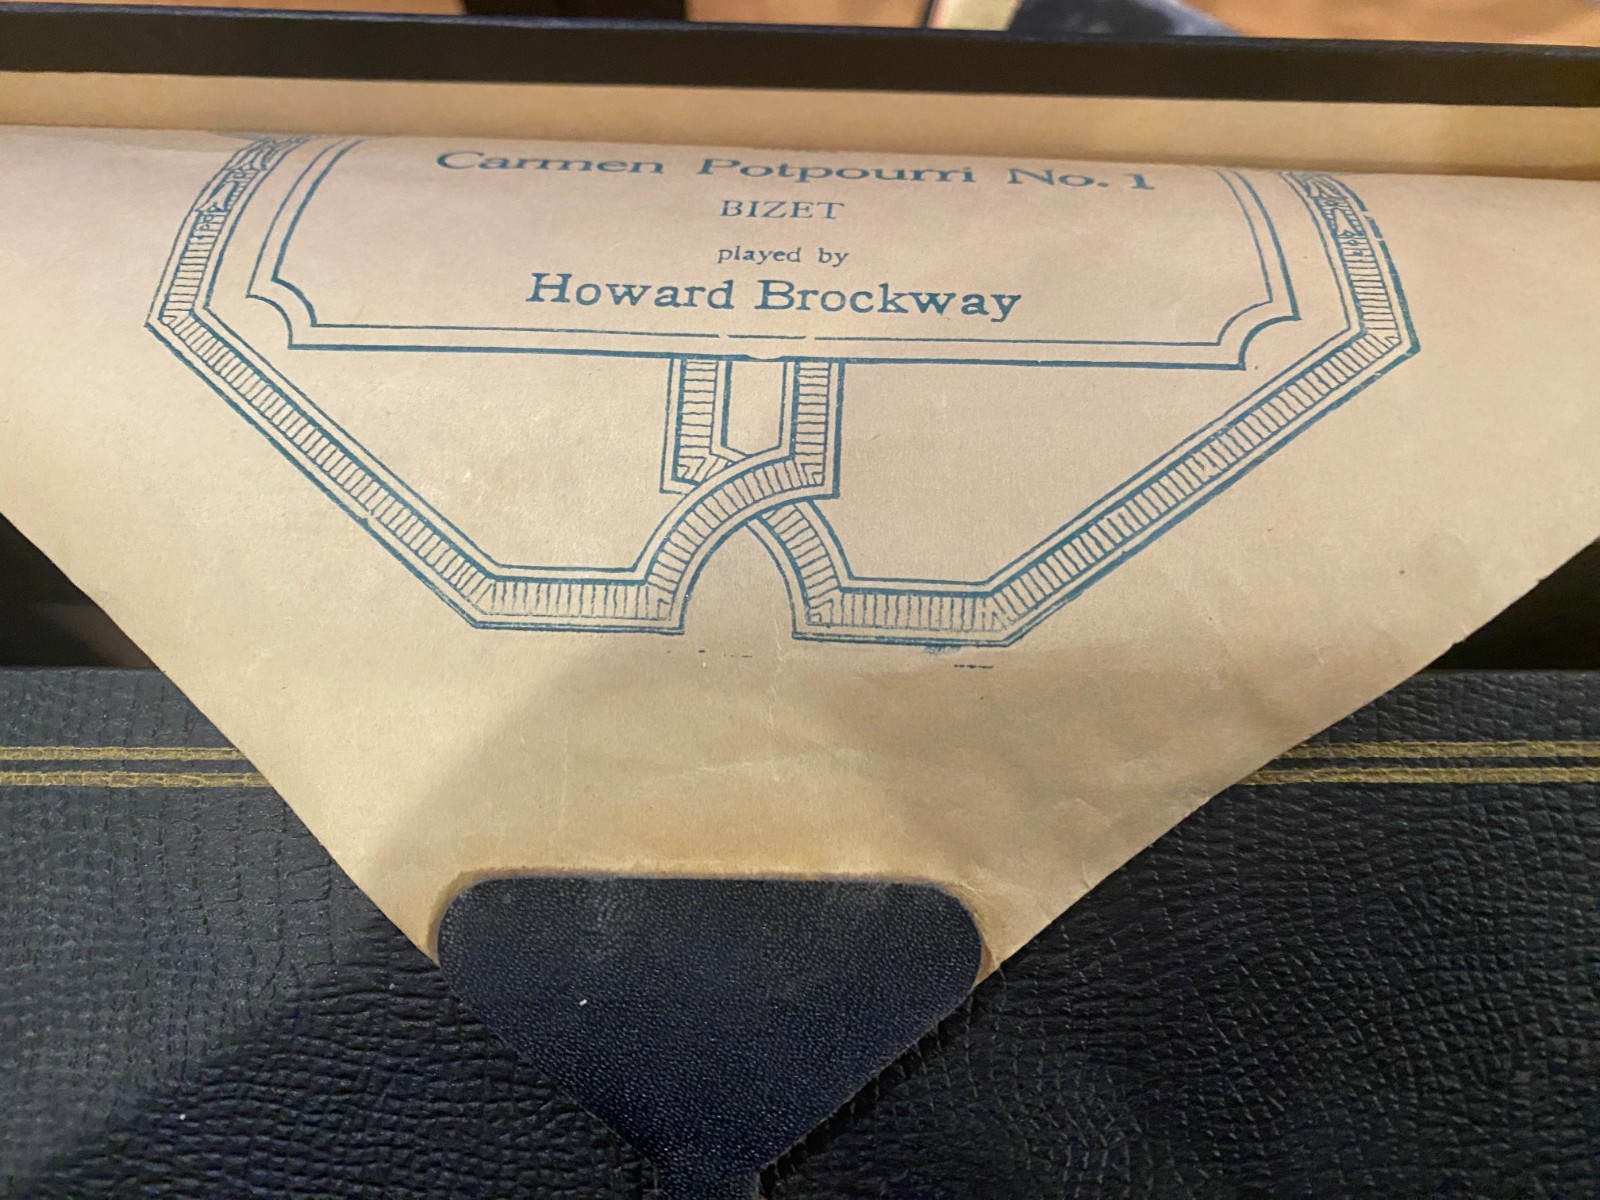 Carmen Potpourri No. 1
BIZET
played by
Howard Brockway